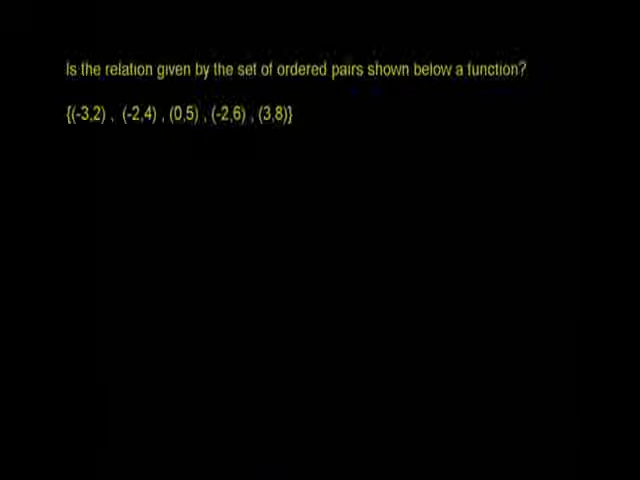 Is the relation given by the set of ordered pairs shown below a function?
{(-3,2) , (-2,4) , (0,5) , (-2,6) , (3,8)}